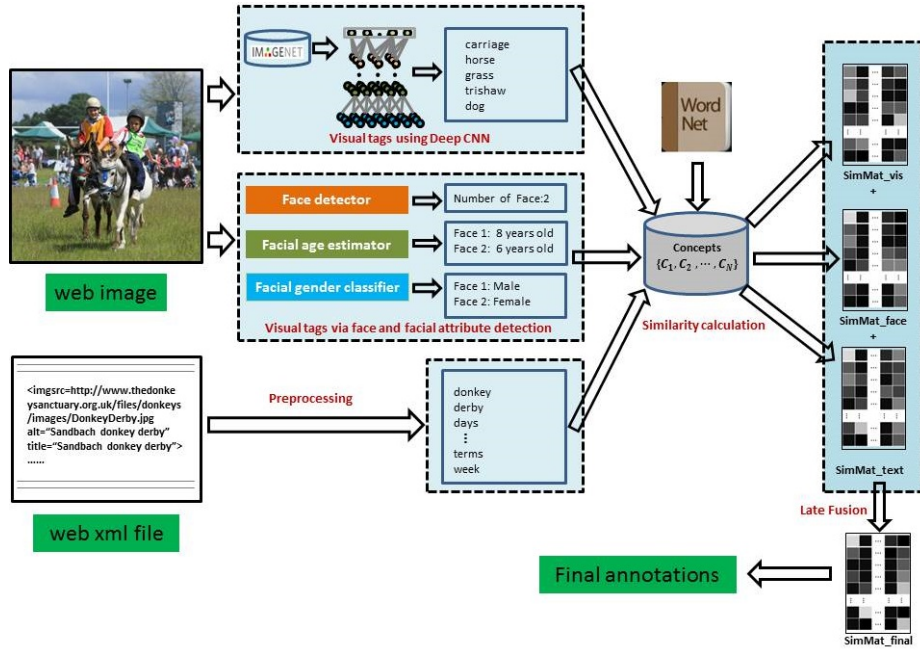 IMAGENET
carriage
horse
grass
trishaw
dog
Visual tags using Deep CNN
web image
Face detector
Number of Face:2
Facial age estimator
Face 1: 8 years old
Face 2: 6 years old
Facial gender classifier
Face 1: Male
Face 2: Female
Visual tags via face and facial attribute detection
Word
Net
Concepts
{C₁, C₂, ⋯, C_N}
Similarity calculation
SimMat_vis
+
SimMat_face
+
SimMat_text
<imgsrc=http://www.thedonke
ysanctuary.org.uk/files/donkeys
/images/DonkeyDerby.jpg
alt=“Sandbach donkey derby”
title=“Sandbach donkey derby”>
......
web xml file
Preprocessing
donkey
derby
days
⋮
terms
week
Late Fusion
Final annotations
SimMat_final